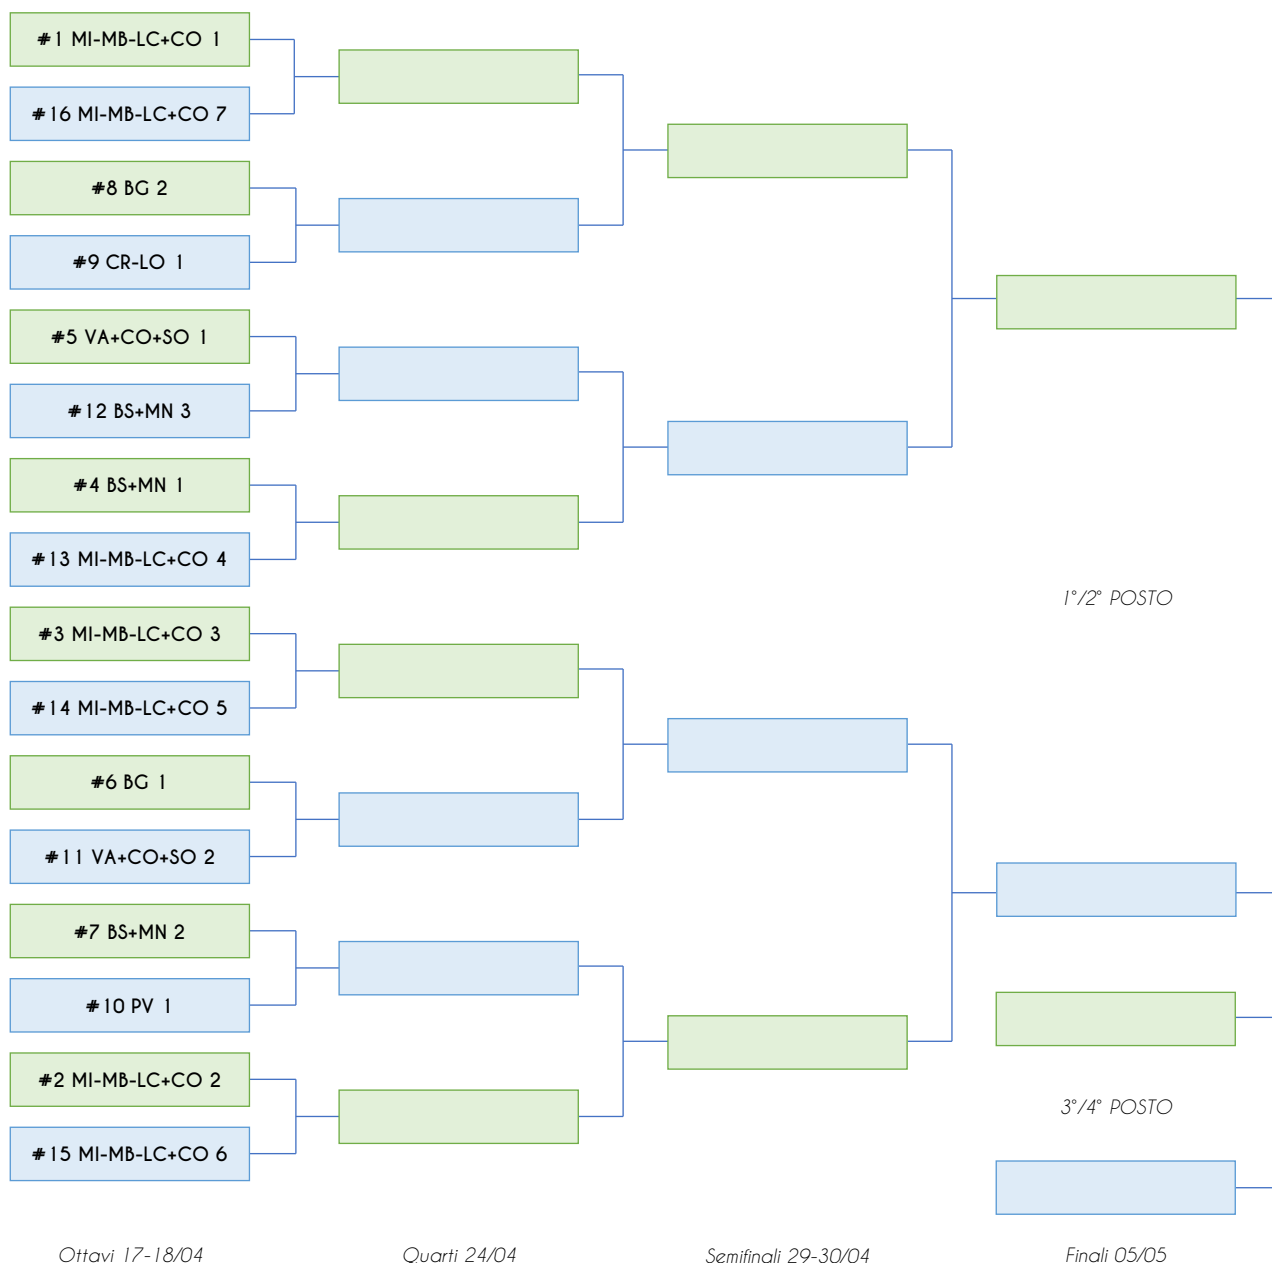 #1 MI-MB-LC+CO 1
#16 MI-MB-LC+CO 7
#8 BG 2
#9 CR-LO 1
#5 VA+CO+SO 1
#12 BS+MN 3
#4 BS+MN 1
#13 MI-MB-LC+CO 4
1°/2° POSTO
#3 MI-MB-LC+CO 3
#14 MI-MB-LC+CO 5
#6 BG 1
#11 VA+CO+SO 2
#7 BS+MN 2
#10 PV 1
#2 MI-MB-LC+CO 2
3°/4° POSTO
#15 MI-MB-LC+CO 6
Ottavi 17-18/04
Quarti 24/04
Semifinali 29-30/04
Finali 05/05